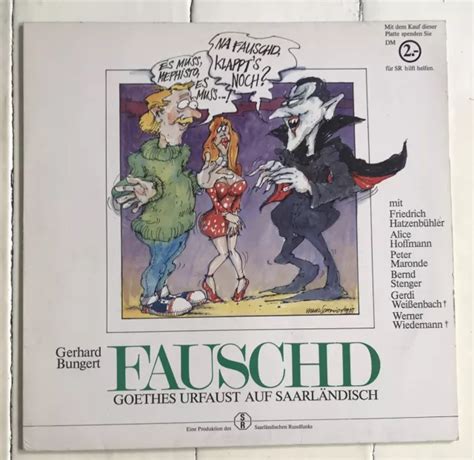 Mit dem Kauf dieser
Platte spenden Sie
DM 2.-
für SR hilft helfen.
NA FAUSCHD,
KLAPPT'S
NOCH?
ES MUSS,
MEPHISTO,
ES
MUSS...!
mit
Friedrich
Hatzenbühler
Alice
Hoffmann
Peter
Maronde
Bernd
Stenger
Gerdi
Weißenbach †
Werner
Wiedemann †
Gerhard
Bungert
FAUSCHD
GOETHES URFAUST AUF SAARLÄNDISCH
Eine Produktion des SR Saarländischen Rundfunks